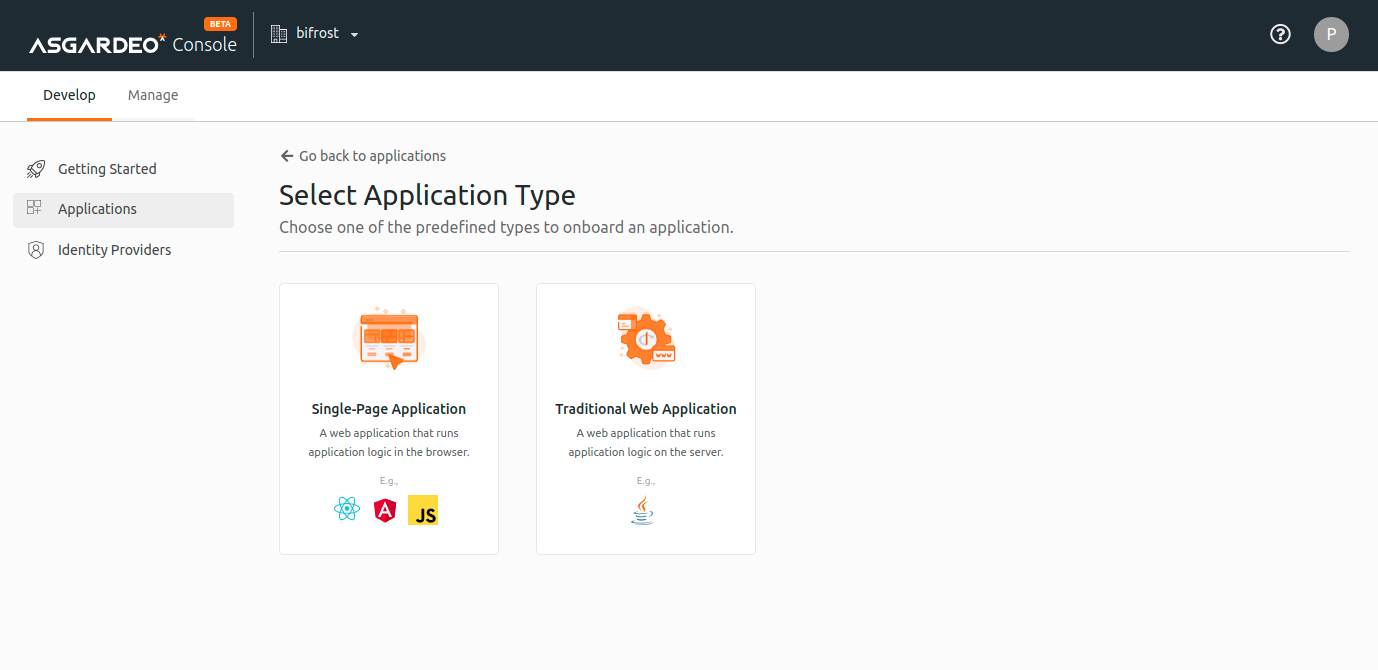 BETA
ASGARDEO Console
bifrost
P
Develop
Manage
Getting Started
Applications
Identity Providers
Go back to applications
Select Application Type
Choose one of the predefined types to onboard an application.
Single-Page Application
A web application that runs
application logic in the browser.
E.g.,
A
JS
www
Traditional Web Application
A web application that runs
application logic on the server.
E.g.,